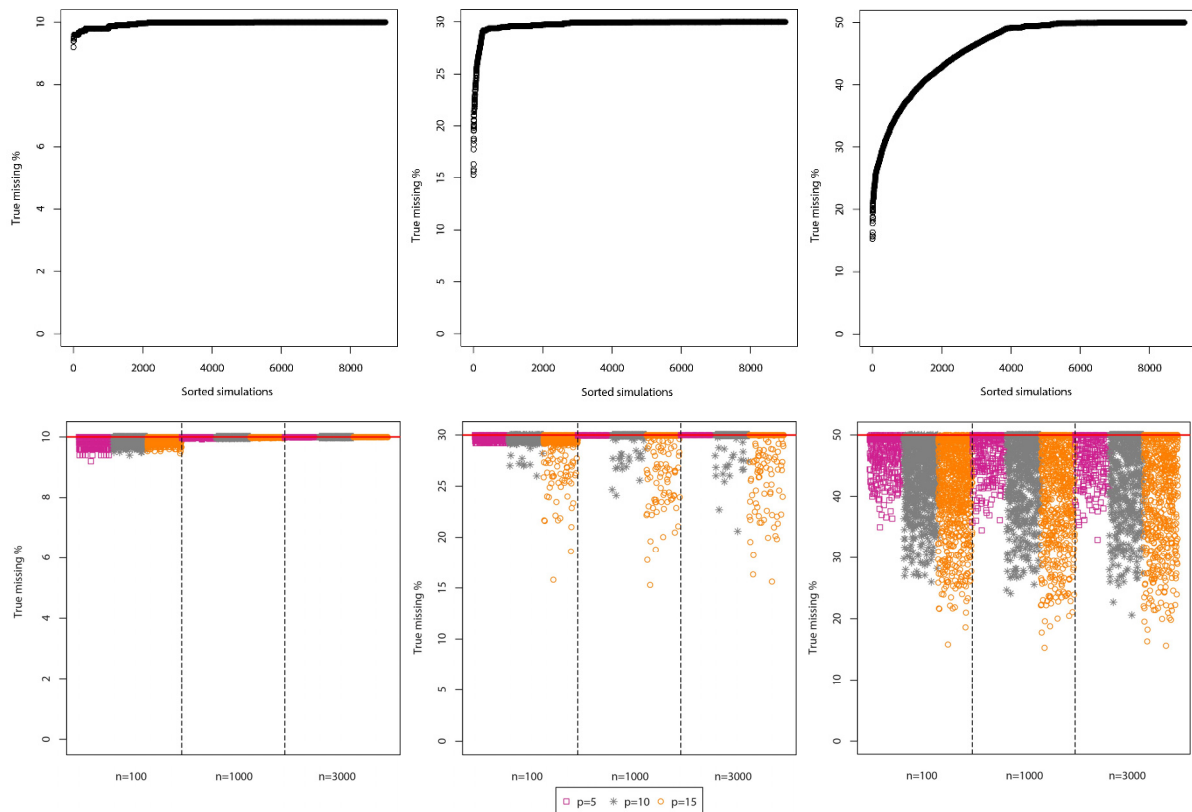 True missing %
0
2
4
6
8
10
0 2000 4000 6000 8000
Sorted simulations
True missing %
0
5
10
15
20
25
30
0 2000 4000 6000 8000
Sorted simulations
True missing %
0
10
20
30
40
50
0 2000 4000 6000 8000
Sorted simulations
True missing %
0
2
4
6
8
10
n=100 n=1000 n=3000
True missing %
0
5
10
15
20
25
30
n=100 n=1000 n=3000
True missing %
0
10
20
30
40
50
n=100 n=1000 n=3000
p=5 p=10 p=15